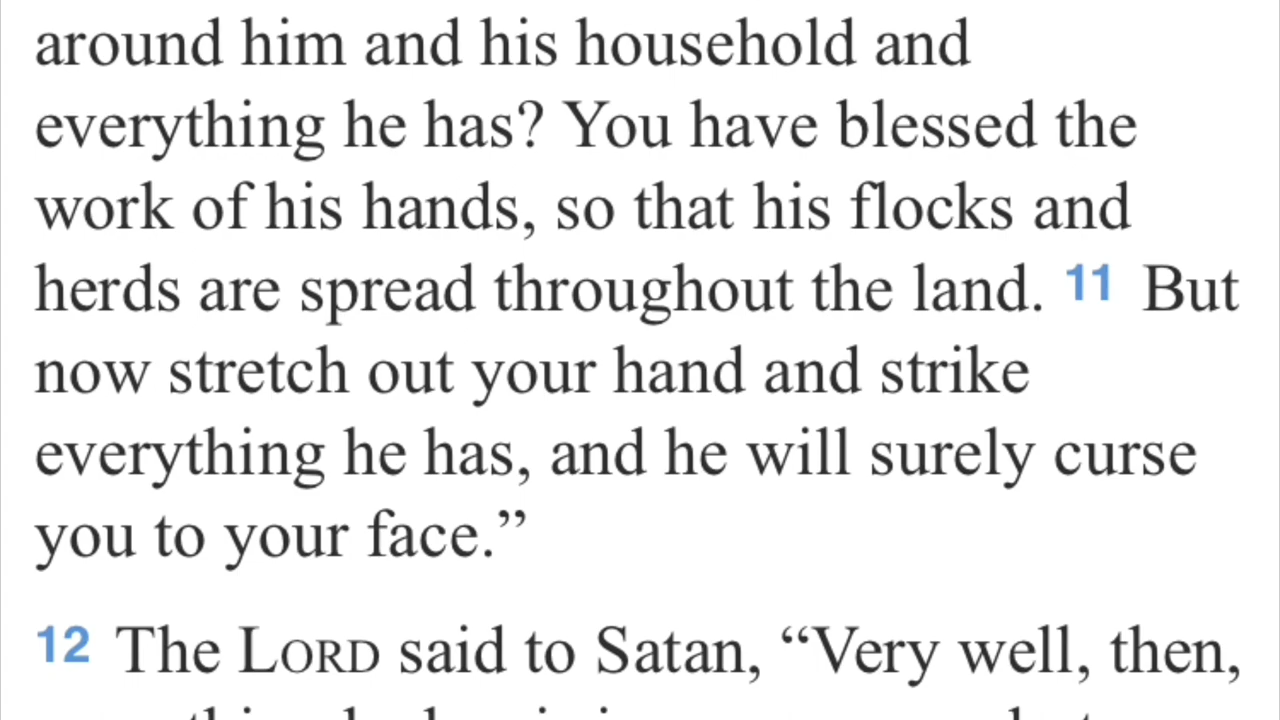 around him and his household and
everything he has? You have blessed the
work of his hands, so that his flocks and
herds are spread throughout the land. 11 But
now stretch out your hand and strike
everything he has, and he will surely curse
you to your face.”
12 The LORD said to Satan, “Very well, then,